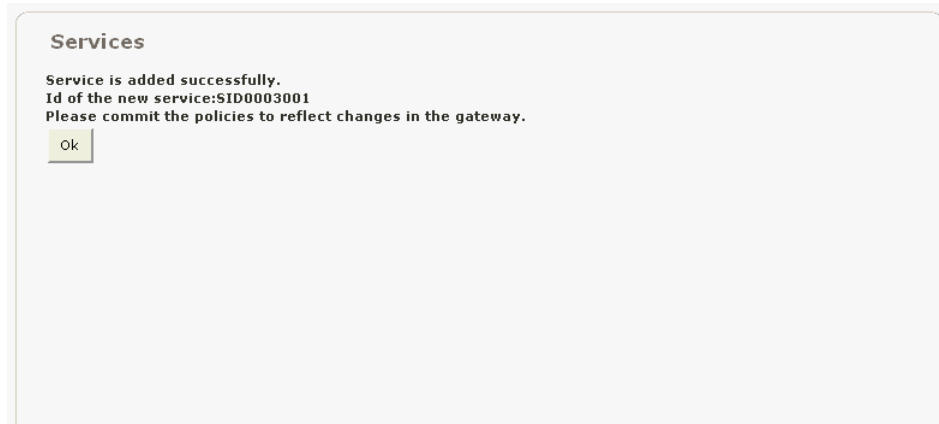 Services
Service is added successfully.
Id of the new service:SID0003001
Please commit the policies to reflect changes in the gateway.
Ok